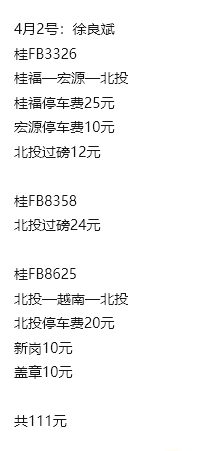 4月2号：徐良斌
桂FB3326
桂福—宏源—北投
桂福停车费25元
宏源停车费10元
北投过磅12元
桂FB8358
北投过磅24元
桂FB8625
北投—越南—北投
北投停车费20元
新岗10元
盖章10元
共111元